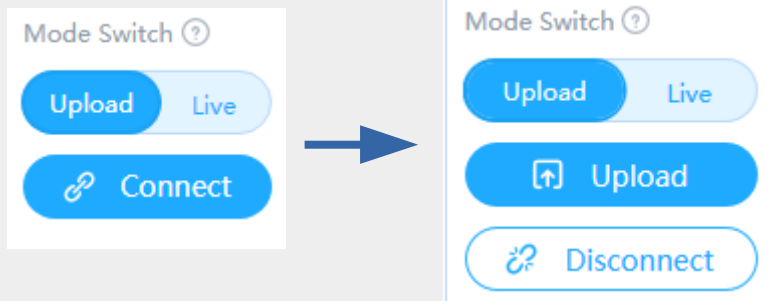 Mode Switch ?
Upload Live
Connect
Mode Switch ?
Upload Live
Upload
Disconnect